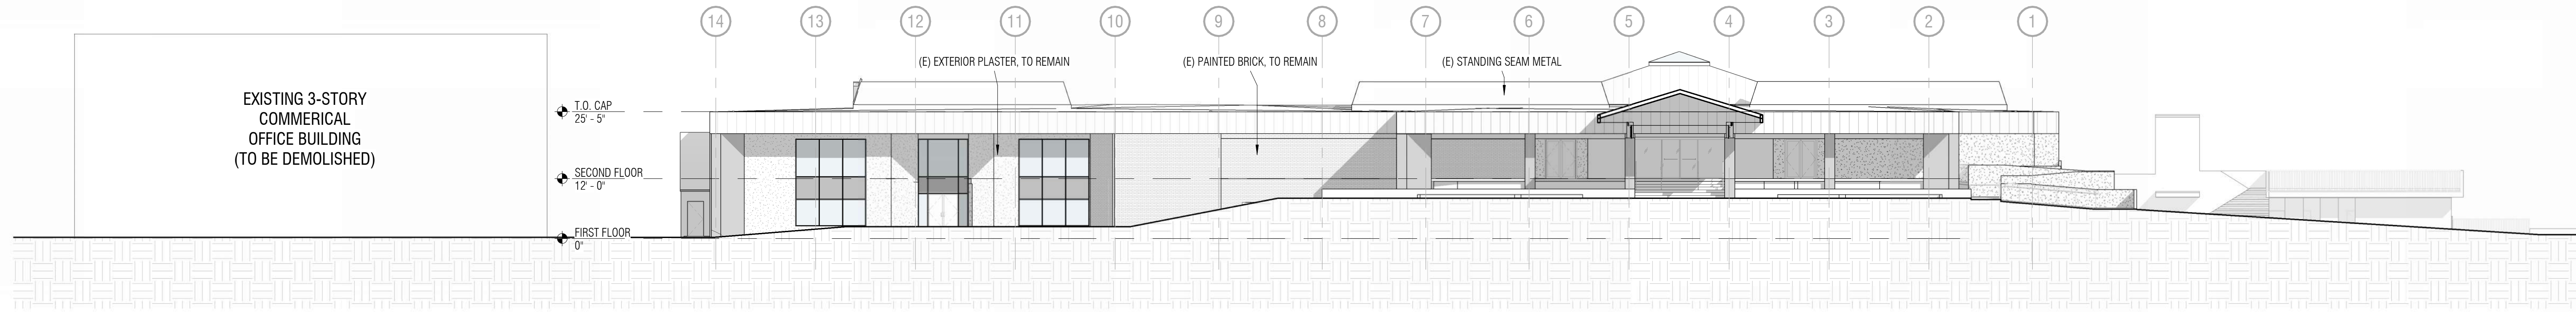 14
13
12
11
10
9
8
7
6
5
4
3
2
1
(E) EXTERIOR PLASTER, TO REMAIN
(E) PAINTED BRICK, TO REMAIN
(E) STANDING SEAM METAL
EXISTING 3-STORY
COMMERICAL
OFFICE BUILDING
(TO BE DEMOLISHED)
T.O. CAP
25' - 5"
SECOND FLOOR
12' - 0"
FIRST FLOOR
0"